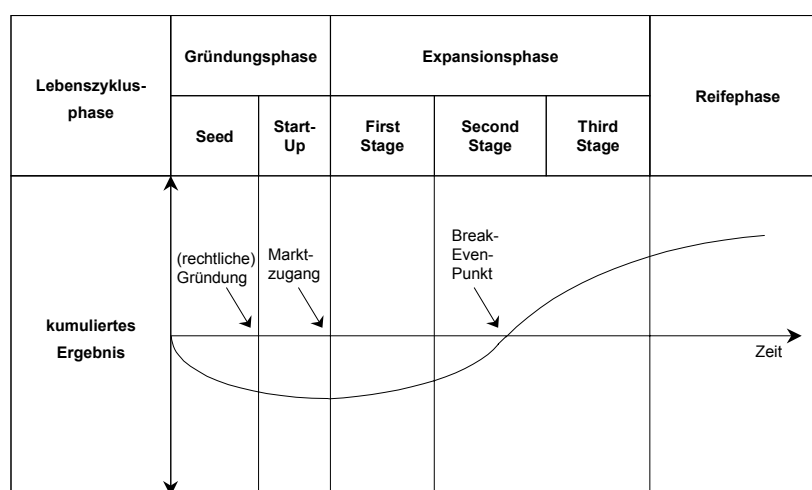 Lebenszyklus-
phase
Gründungsphase
Expansionsphase
Reifephase
Seed
Start-
Up
First
Stage
Second
Stage
Third
Stage
kumuliertes
Ergebnis
(rechtliche)
Gründung
Markt-
zugang
Break-
Even-
Punkt
Zeit